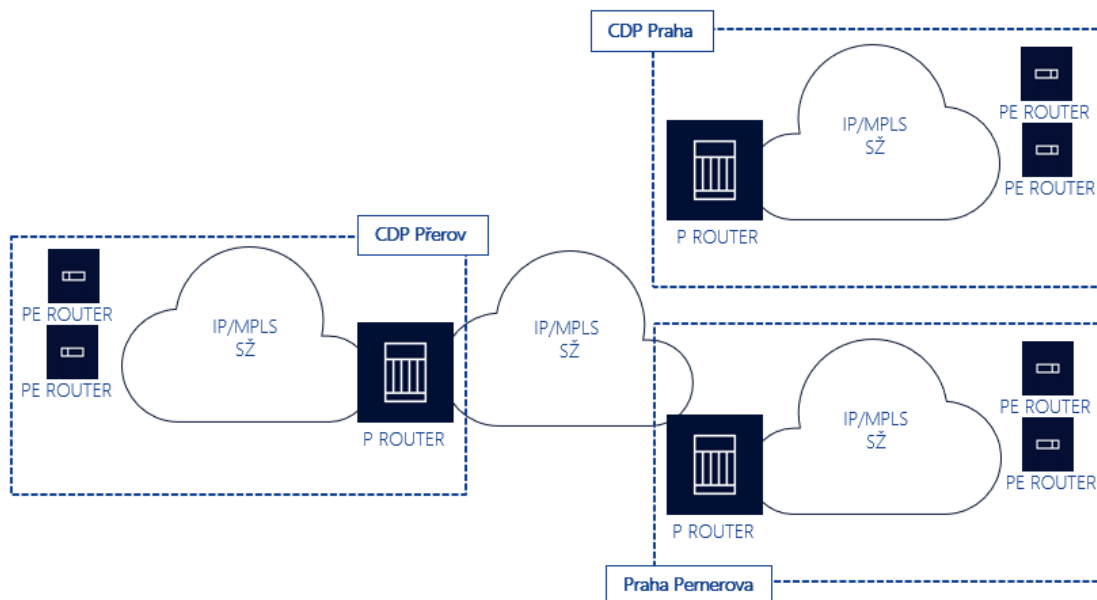 CDP Praha
IP/MPLS
SŽ
PE ROUTER
PE ROUTER
P ROUTER
CDP Přerov
PE ROUTER
PE ROUTER
IP/MPLS
SŽ
P ROUTER
IP/MPLS
SŽ
IP/MPLS
SŽ
PE ROUTER
PE ROUTER
P ROUTER
Praha Pernerova